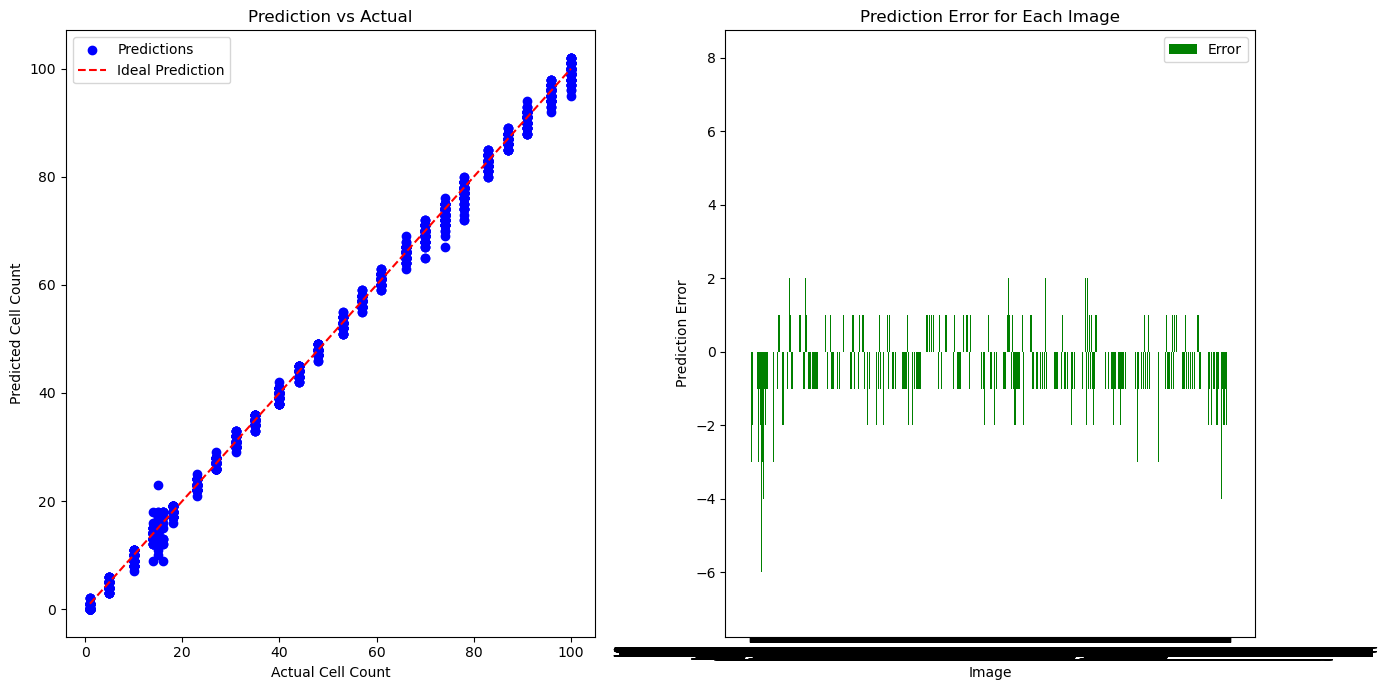 Prediction vs Actual
Predictions
Ideal Prediction
100
80
60
40
20
0
Predicted Cell Count
0 20 40 60 80 100
Actual Cell Count
Prediction Error for Each Image
Error
8
6
4
2
0
−2
−4
−6
Prediction Error
Image